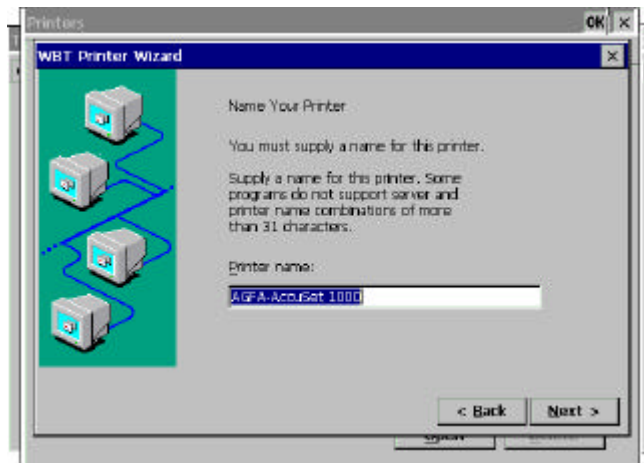 Printers OK ×
WBT Printer Wizard ×
Name Your Printer
You must supply a name for this printer.
Supply a name for this printer. Some
programs do not support server and
printer name combinations of more
than 31 characters.
Printer name:
AGFA-AccuSet 1000
< Back Next >